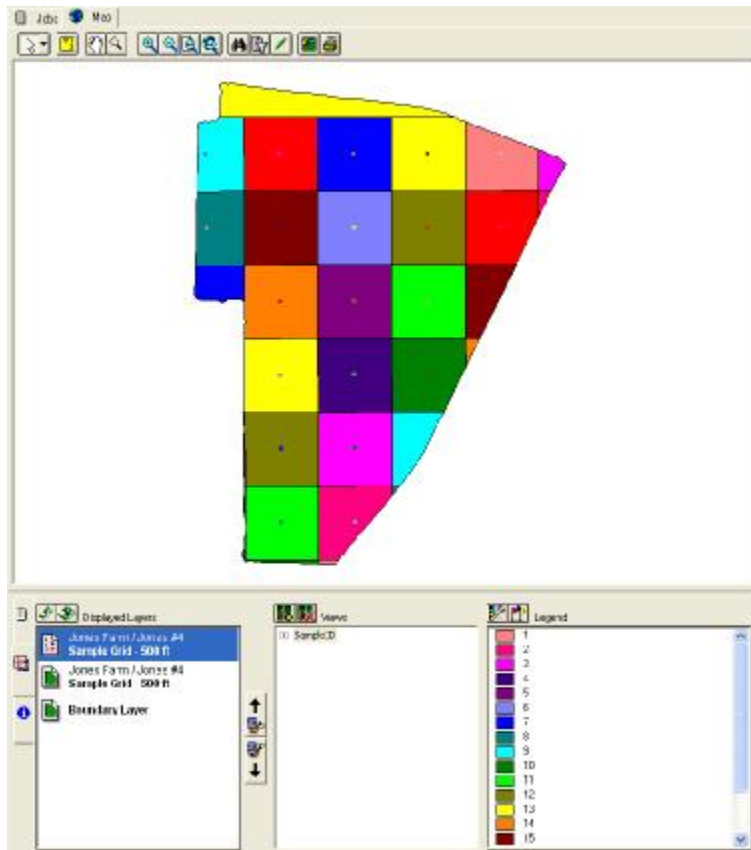 Jobs Map
Displayed Layers
Jones Farm / Jones #4
Sample Grid - 500 ft
Jones Farm / Jones #4
Sample Grid 500 ft
Boundary Layer
Views
SampleID
Legend
1
2
3
4
5
6
7
8
9
10
11
12
13
14
15